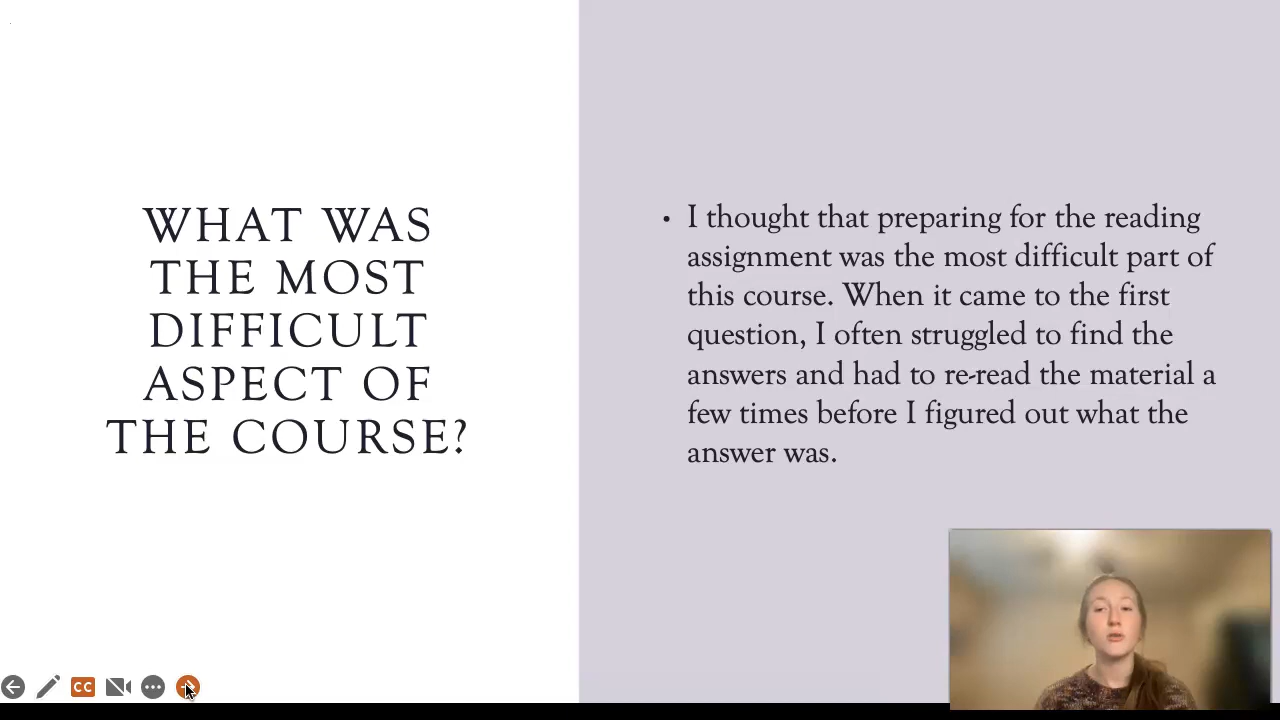 WHAT WAS
THE MOST
DIFFICULT
ASPECT OF
THE COURSE?
• I thought that preparing for the reading
assignment was the most difficult part of
this course. When it came to the first
question, I often struggled to find the
answers and had to re-read the material a
few times before I figured out what the
answer was.
CC